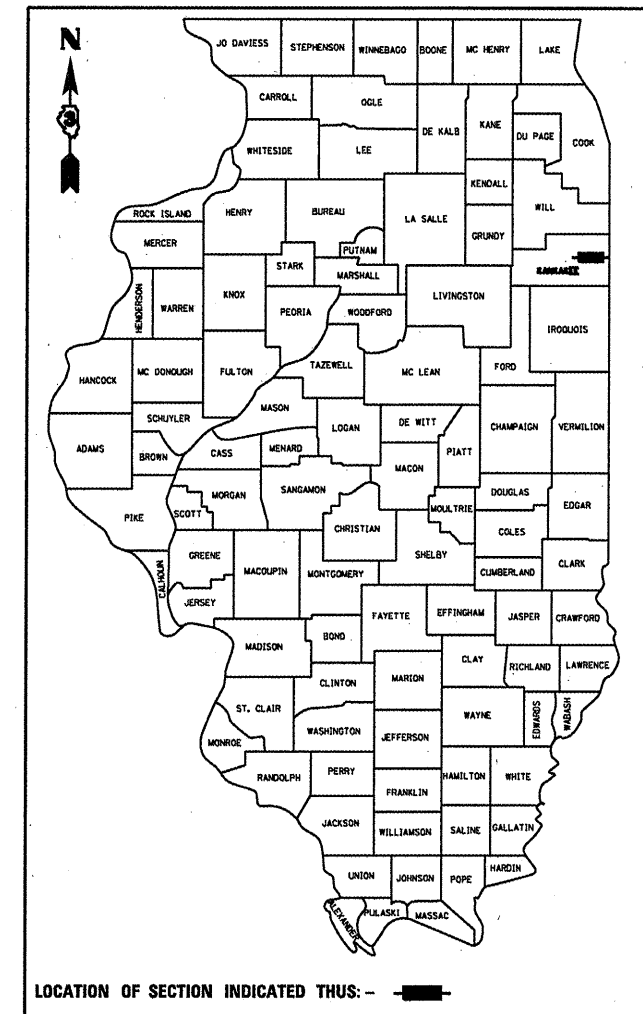 JO DAVIESS STEPHENSON WINNEBAGO BOONE MC HENRY LAKE
N
CARROLL OGLE DE KALB KANE DU PAGE COOK
3
WHITESIDE LEE
KENDALL
WILL
ROCK ISLAND HENRY BUREAU LA SALLE GRUNDY
MERCER PUTNAM
STARK MARSHALL KANKAKEE
HENDERSON WARREN KNOX PEORIA WOODFORD LIVINGSTON
IROQUOIS
HANCOCK MC DONOUGH FULTON TAZEWELL MC LEAN FORD
MASON
SCHUYLER LOGAN DE WITT CHAMPAIGN VERMILION
ADAMS BROWN CASS MENARD PIATT
MACON
MORGAN SANGAMON DOUGLAS EDGAR
PIKE SCOTT MOULTRIE
CHRISTIAN COLES
GREENE SHELBY
CALHOUN MACOUPIN MONTGOMERY CUMBERLAND CLARK
JERSEY FAYETTE EFFINGHAM JASPER CRAWFORD
BOND
MADISON CLAY RICHLAND LAWRENCE
CLINTON MARION
ST. CLAIR WAYNE EDWARDS WABASH
WASHINGTON JEFFERSON
MONROE
RANDOLPH PERRY HAMILTON WHITE
FRANKLIN
JACKSON WILLIAMSON SALINE GALLATIN
UNION JOHNSON POPE HARDIN
ALEXANDER PULASKI MASSAC
LOCATION OF SECTION INDICATED THUS: -